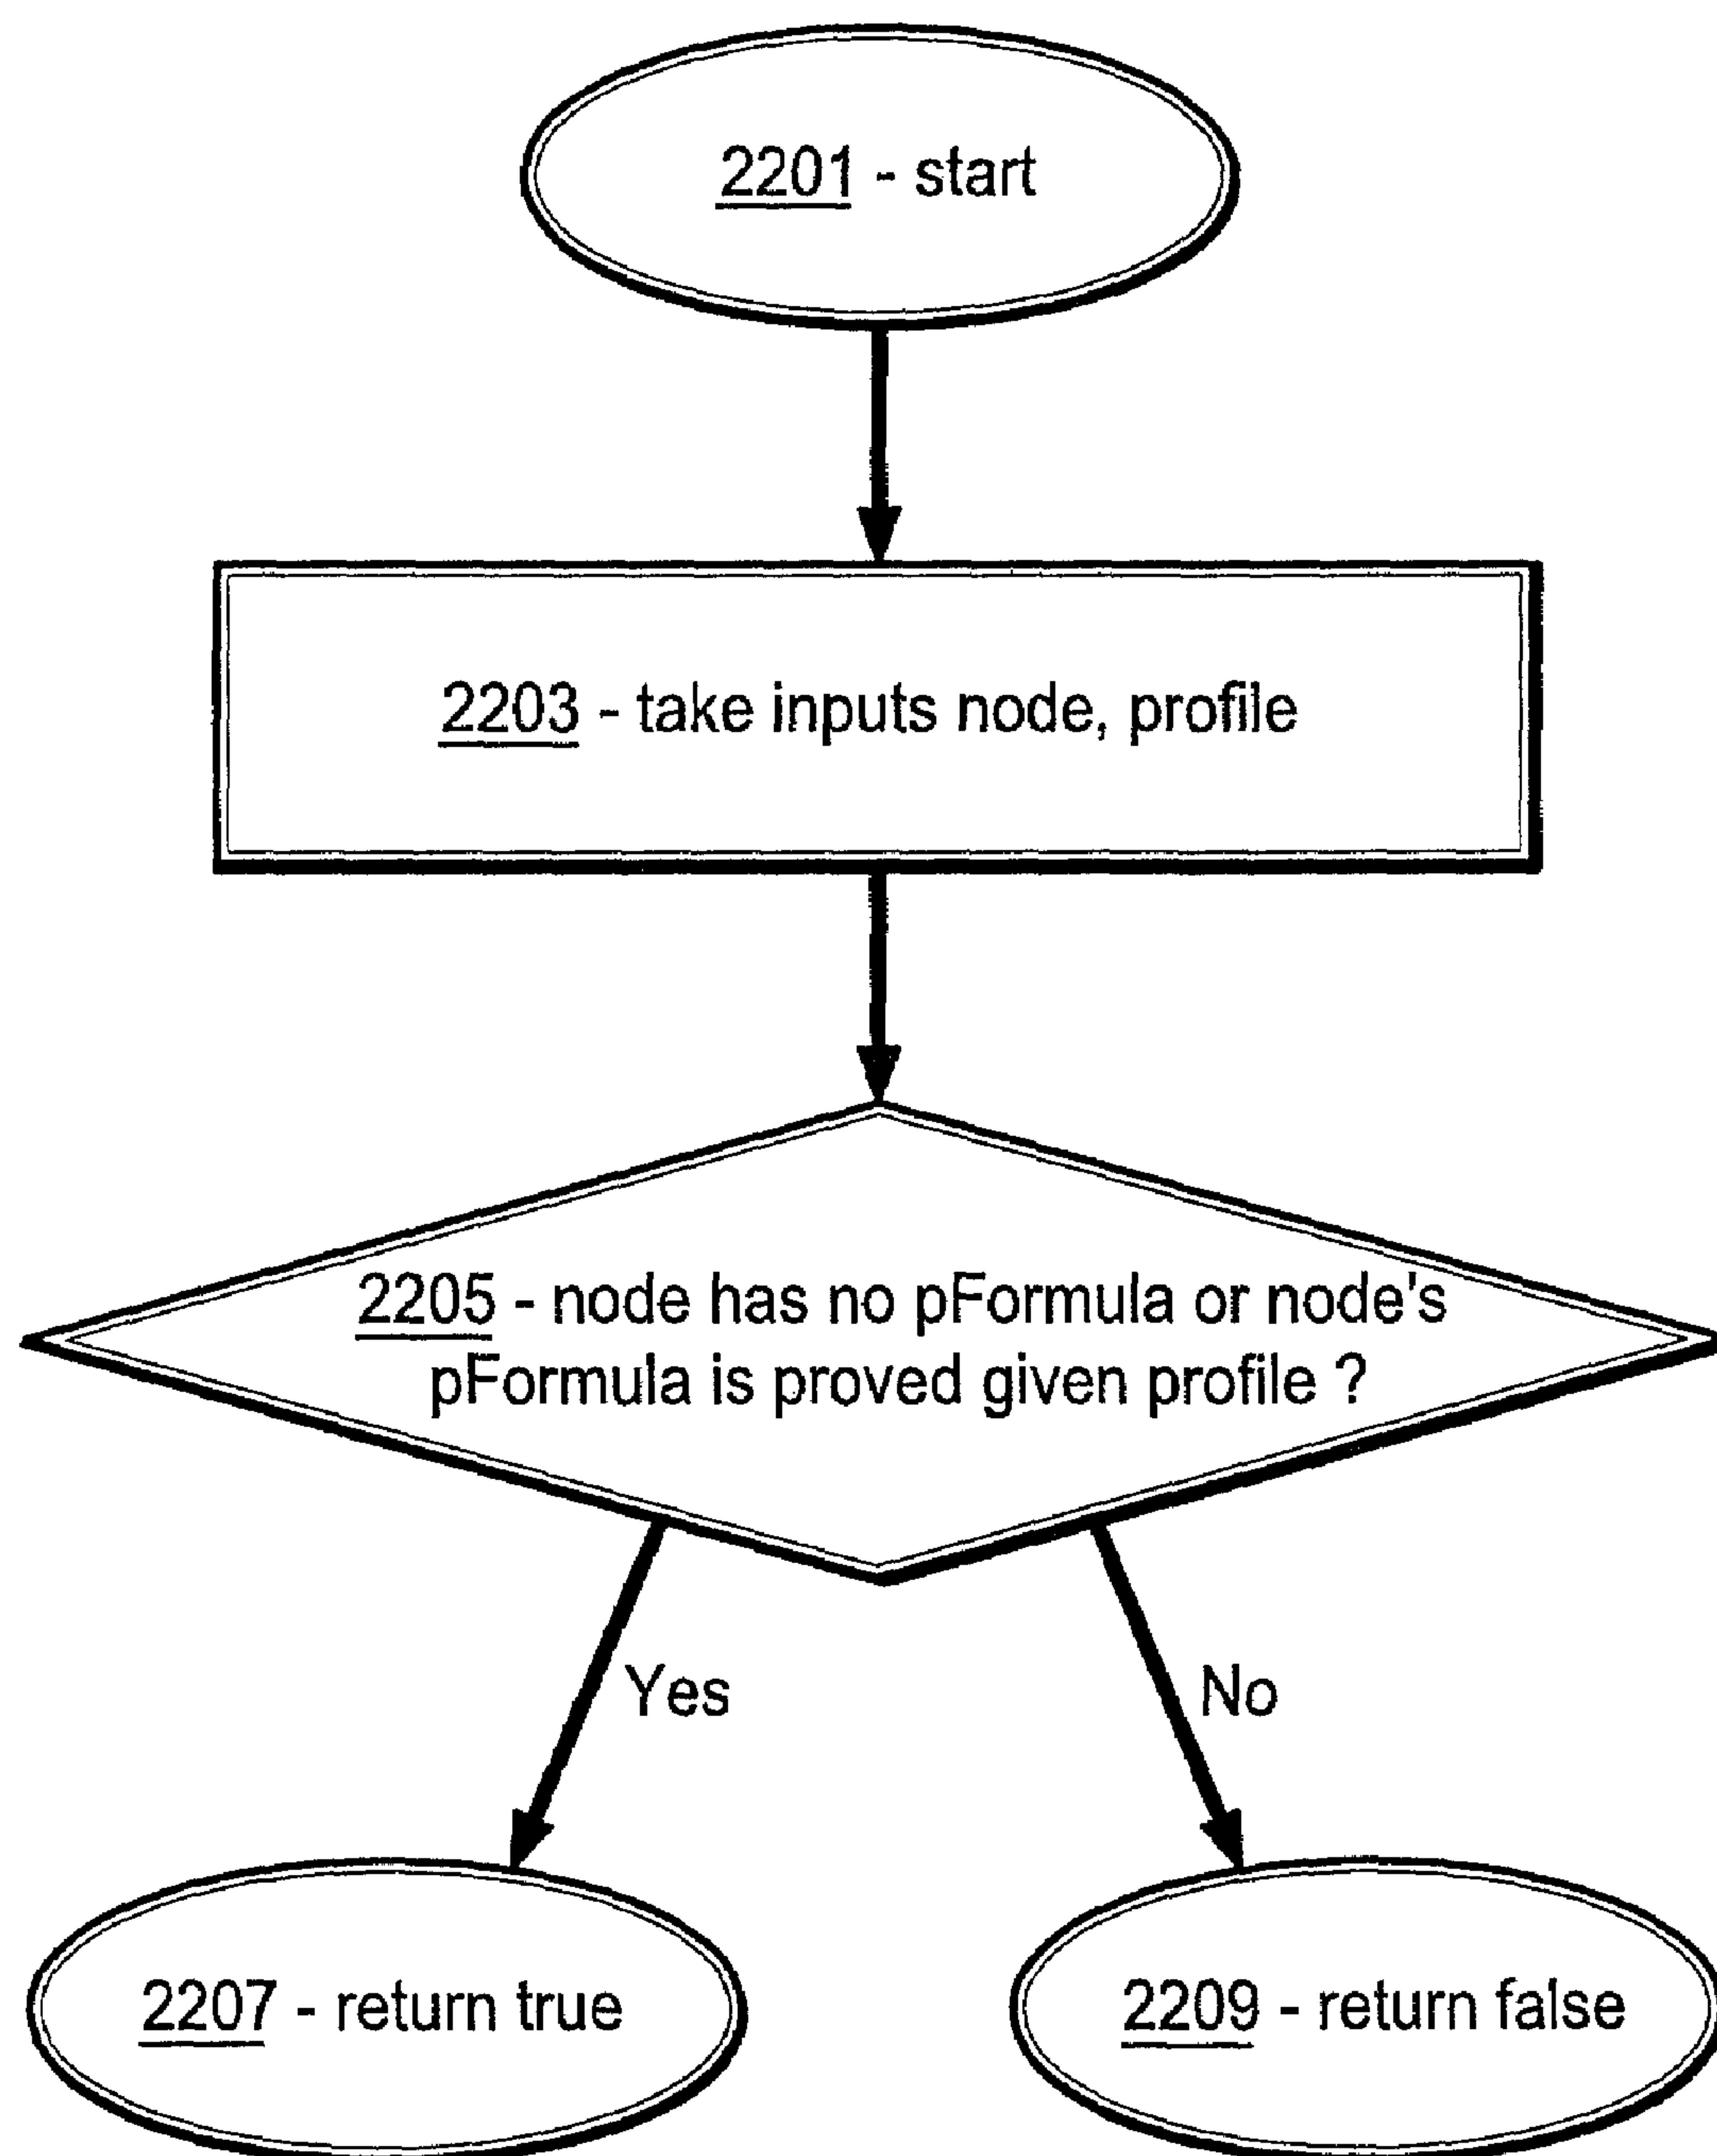 2201 - start
2203 - take inputs node, profile
2205 - node has no pFormula or node's
pFormula is proved given profile ?
Yes
No
2207 - return true
2209 - return false